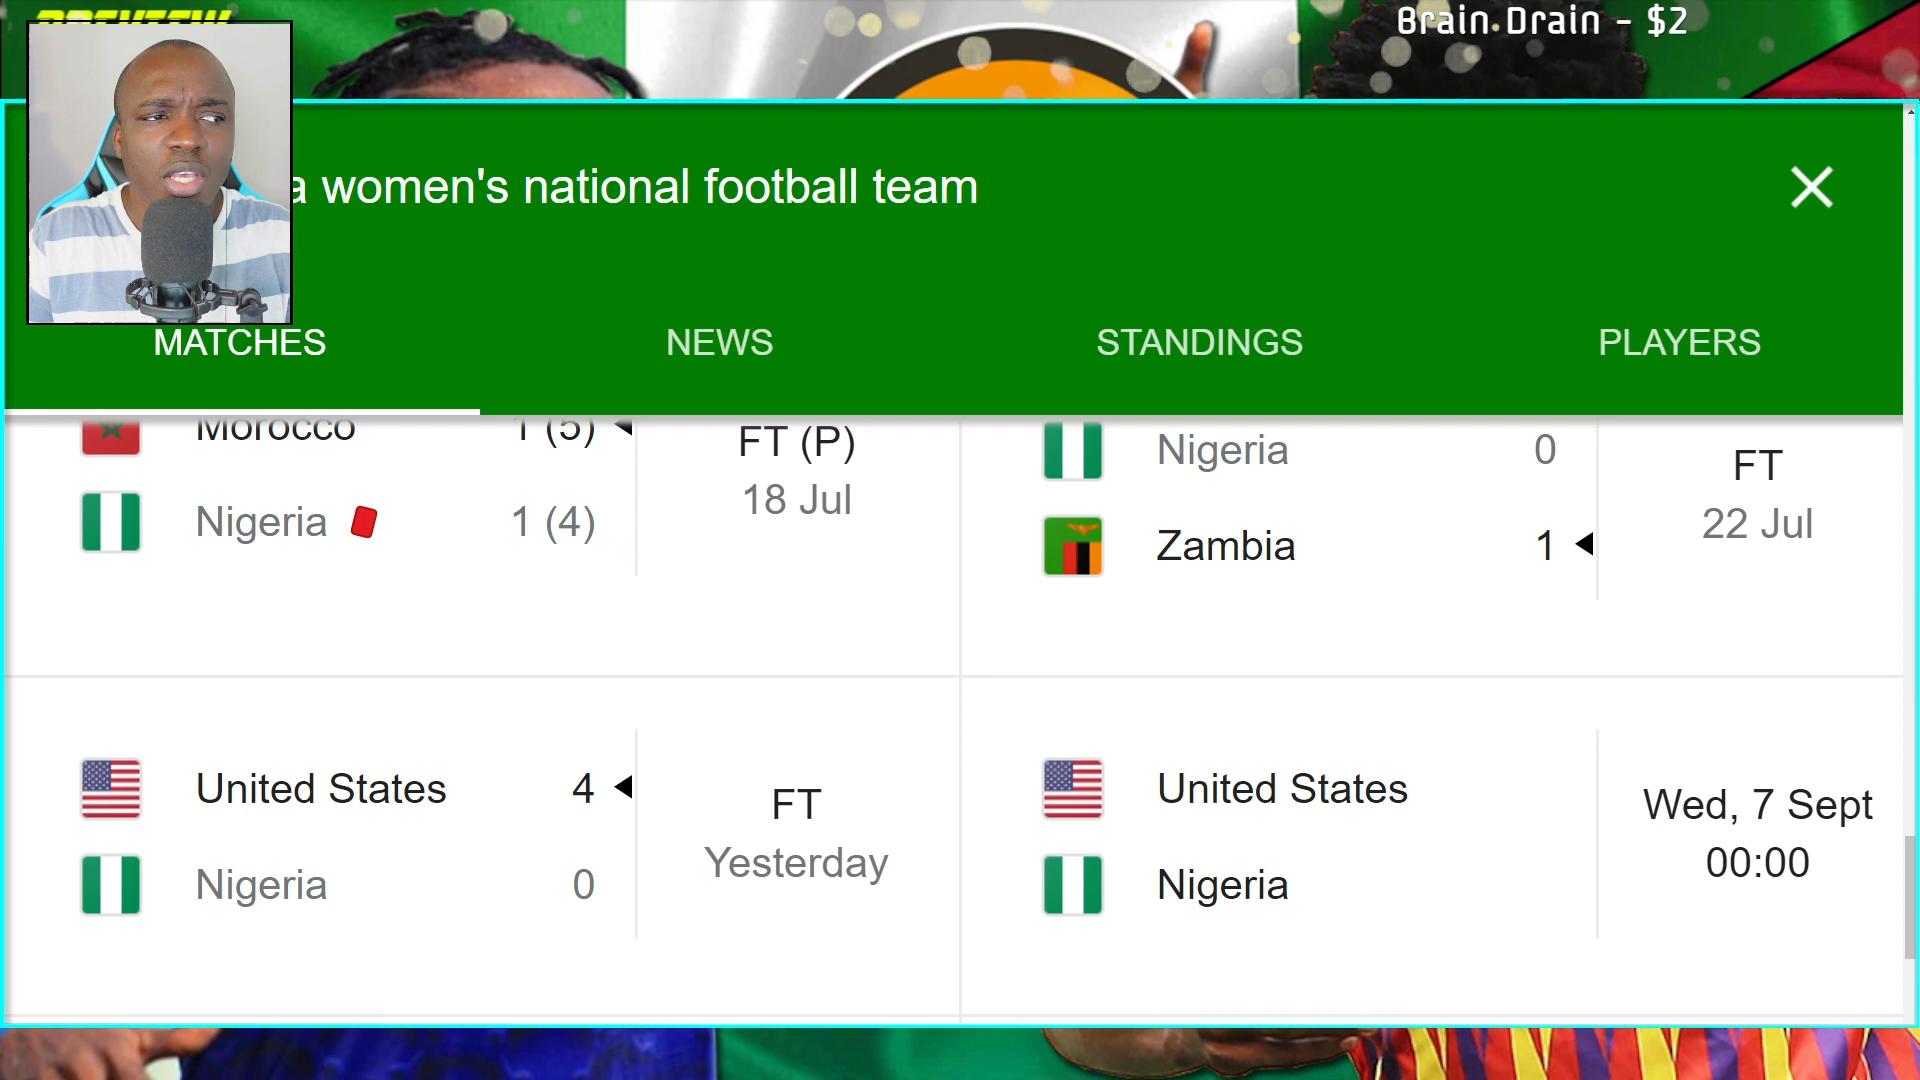 Brain Drain - $2
a women's national football team
MATCHES
NEWS
STANDINGS
PLAYERS
Morocco 1 (5)
Nigeria 1 (4)
FT (P)
18 Jul
Nigeria 0
Zambia 1
FT
22 Jul
United States 4
Nigeria 0
FT
Yesterday
United States
Nigeria
Wed, 7 Sept
00:00